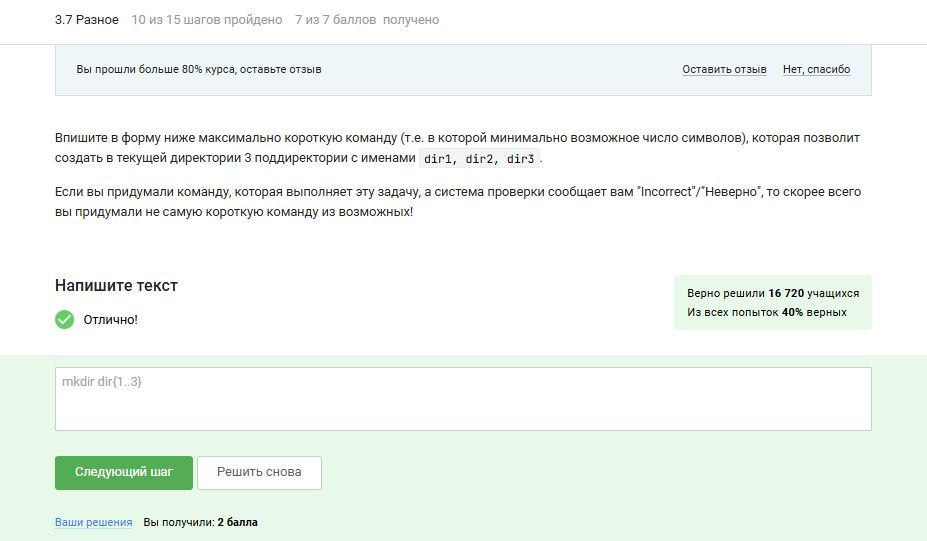 3.7 Разное 10 из 15 шагов пройдено 7 из 7 баллов получено
Вы прошли больше 80% курса, оставьте отзыв Оставить отзыв Нет, спасибо
Впишите в форму ниже максимально короткую команду (т.е. в которой минимально возможное число символов), которая позволит
создать в текущей директории 3 поддиректории с именами dir1, dir2, dir3 .
Если вы придумали команду, которая выполняет эту задачу, а система проверки сообщает вам "Incorrect"/"Неверно", то скорее всего
вы придумали не самую короткую команду из возможных!
Напишите текст
Верно решили 16 720 учащихся
Из всех попыток 40% верных
Отлично!
mkdir dir{1..3}
Следующий шаг Решить снова
Ваши решения Вы получили: 2 балла